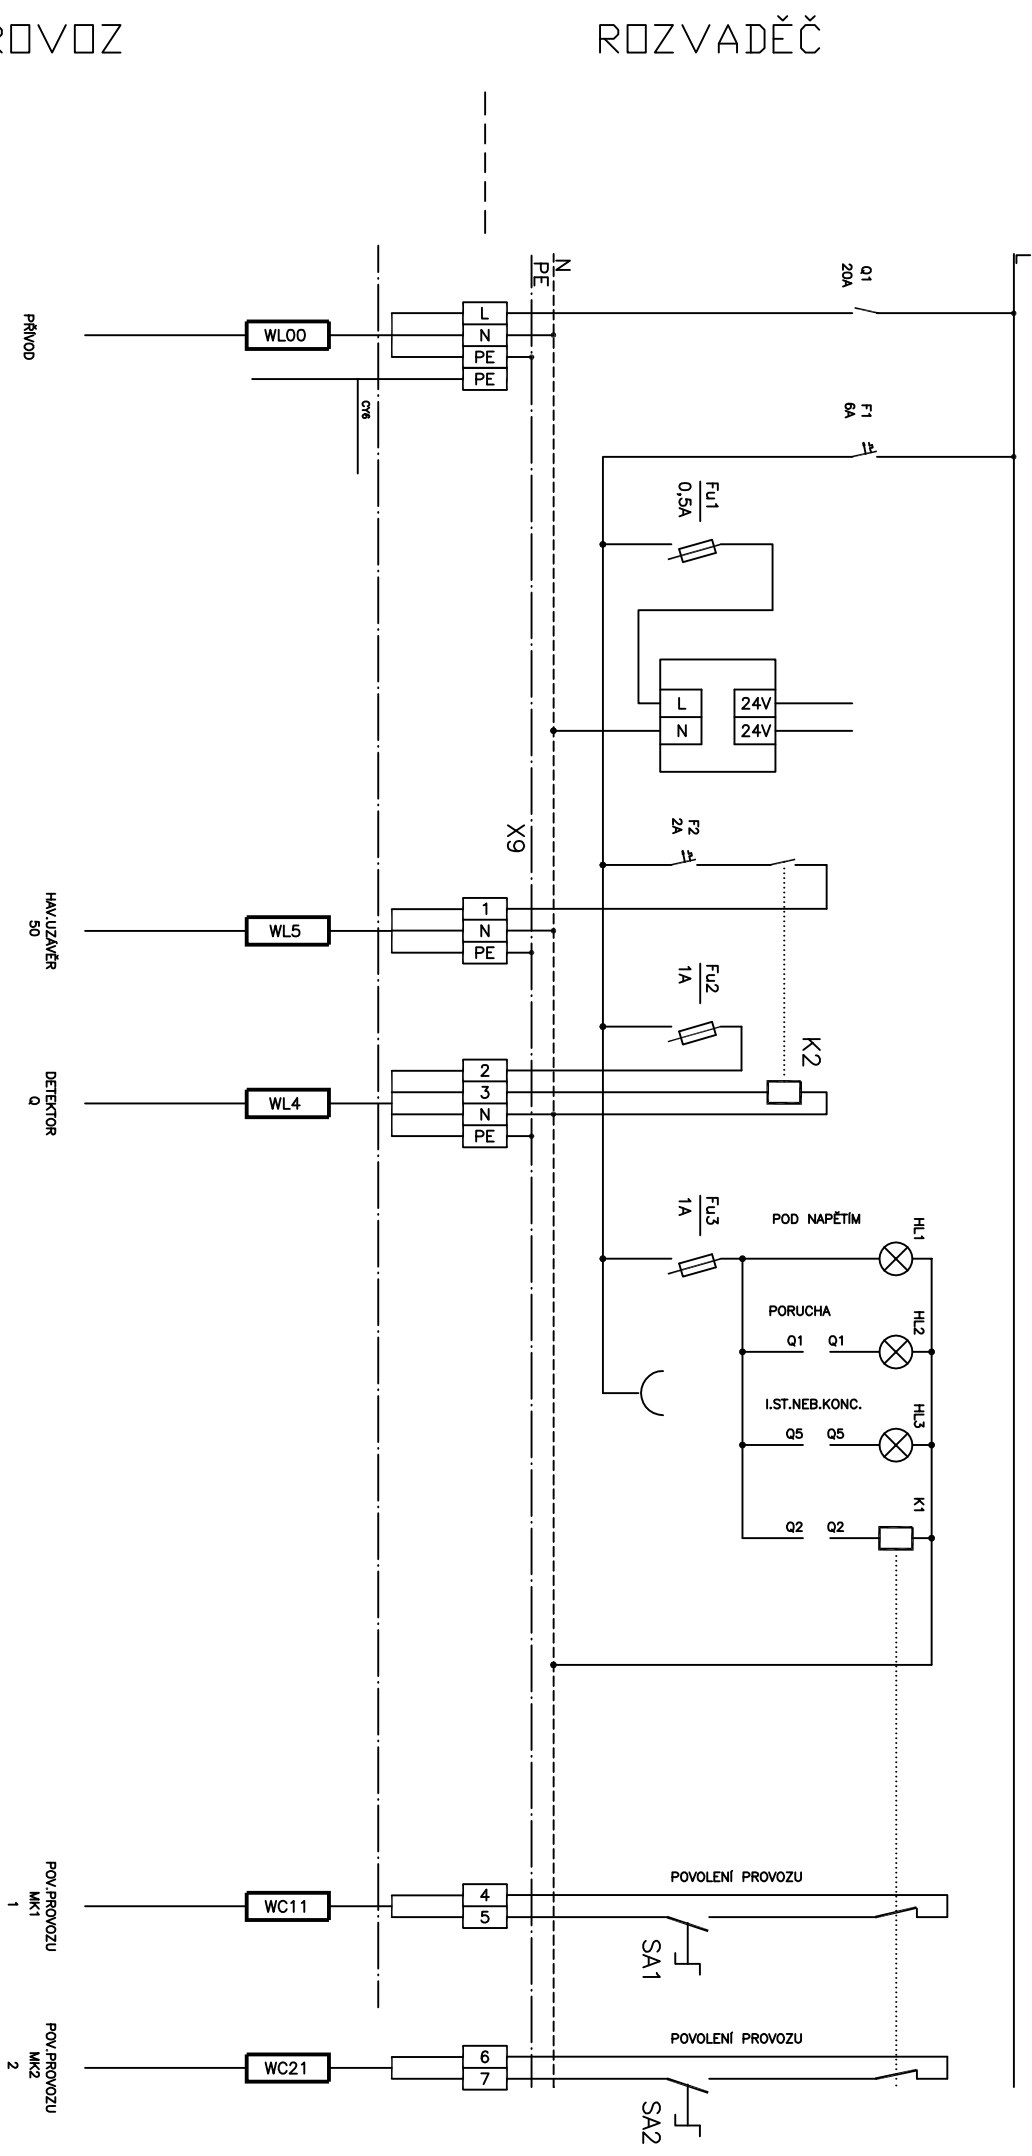 ROVOZ
ROZVADĚČ
L
N
PE
Q1
20A
L
N
PE
PE
WL00
PŘÍVOD
CY6
F1
6A
Fu1
0,5A
L
N
24V
24V
F2
2A
X9
1
N
PE
WL5
HAV.UZÁVĚR
50
Fu2
1A
K2
2
3
N
PE
WL4
DETEKTOR
Q
Fu3
1A
POD NAPĚTÍM
HL1
PORUCHA
HL2
Q1 Q1
I.ST.NEB.KONC.
HL3
Q5 Q5
K1
Q2 Q2
POVOLENÍ PROVOZU
4
5
WC11
POV.PROVOZU
MK1
1
SA1
POVOLENÍ PROVOZU
6
7
WC21
POV.PROVOZU
MK2
2
SA2